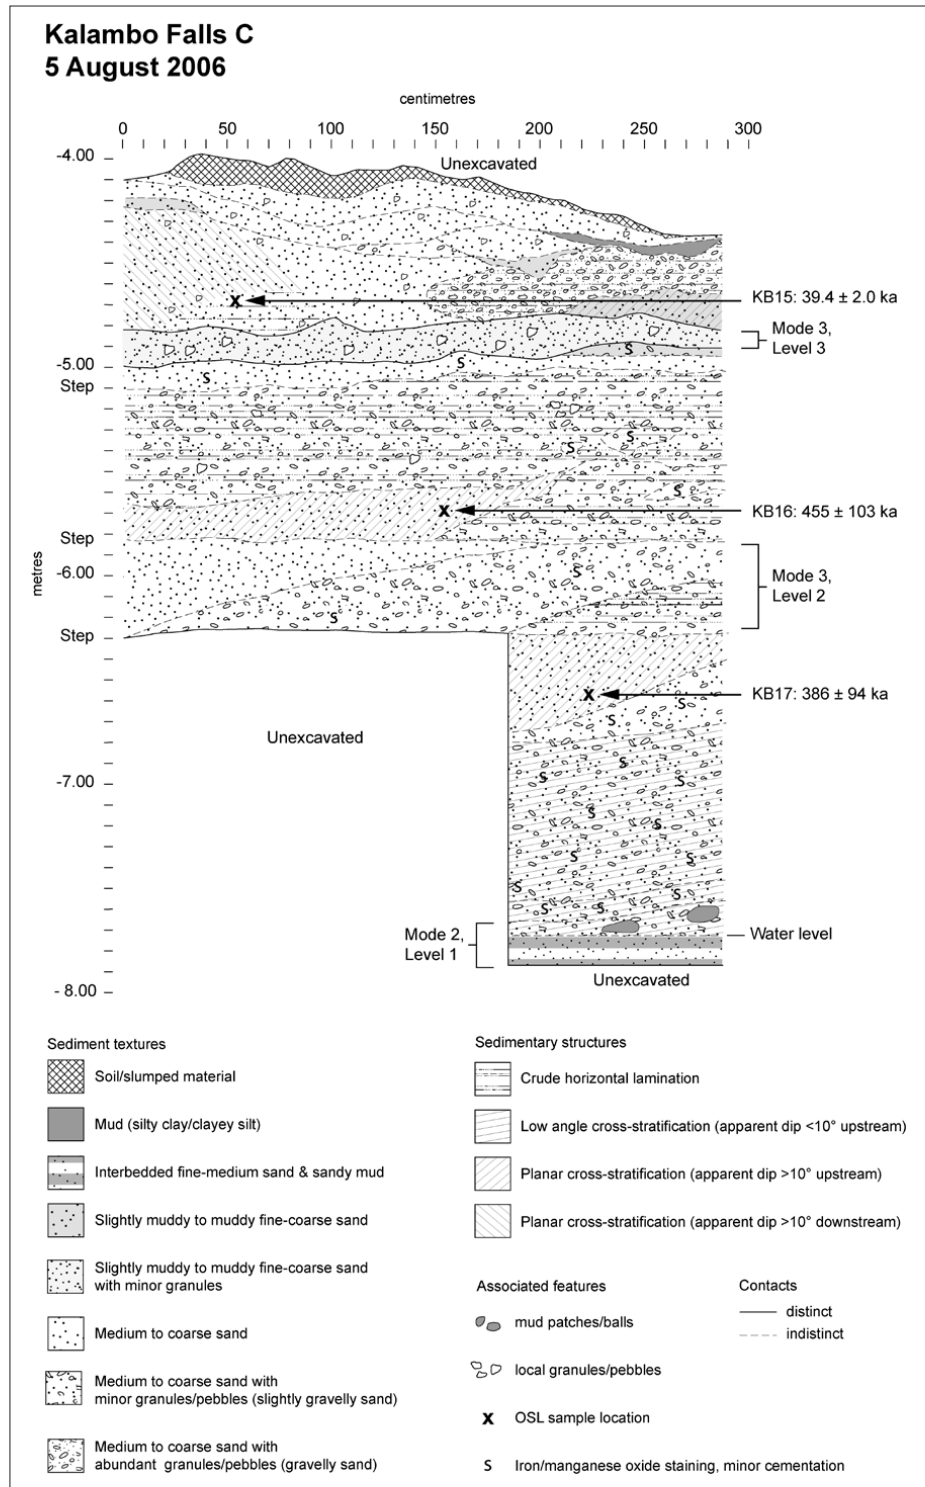 Kalambo Falls C
5 August 2006
centimetres
0 50 100 150 200 250 300
-4.00
Unexcavated
x
KB15: 39.4 ± 2.0 ka
Mode 3,
Level 3
S
S
-5.00
Step
S
S
S
S
x
KB16: 455 ± 103 ka
Step
metres
-6.00
S
Mode 3,
Level 2
S
Step
x
KB17: 386 ± 94 ka
S
S
Unexcavated
S
S
S
-7.00
S
S
S
S
S
S
S
S
Mode 2,
Level 1
Water level
Unexcavated
- 8.00
Sediment textures
Soil/slumped material
Mud (silty clay/clayey silt)
Interbedded fine-medium sand & sandy mud
Slightly muddy to muddy fine-coarse sand
Slightly muddy to muddy fine-coarse sand
with minor granules
Medium to coarse sand
Medium to coarse sand with
minor granules/pebbles (slightly gravelly sand)
Medium to coarse sand with
abundant granules/pebbles (gravelly sand)
Sedimentary structures
Crude horizontal lamination
Low angle cross-stratification (apparent dip <10° upstream)
Planar cross-stratification (apparent dip >10° upstream)
Planar cross-stratification (apparent dip >10° downstream)
Associated features
mud patches/balls
local granules/pebbles
x OSL sample location
S Iron/manganese oxide staining, minor cementation
Contacts
distinct
indistinct